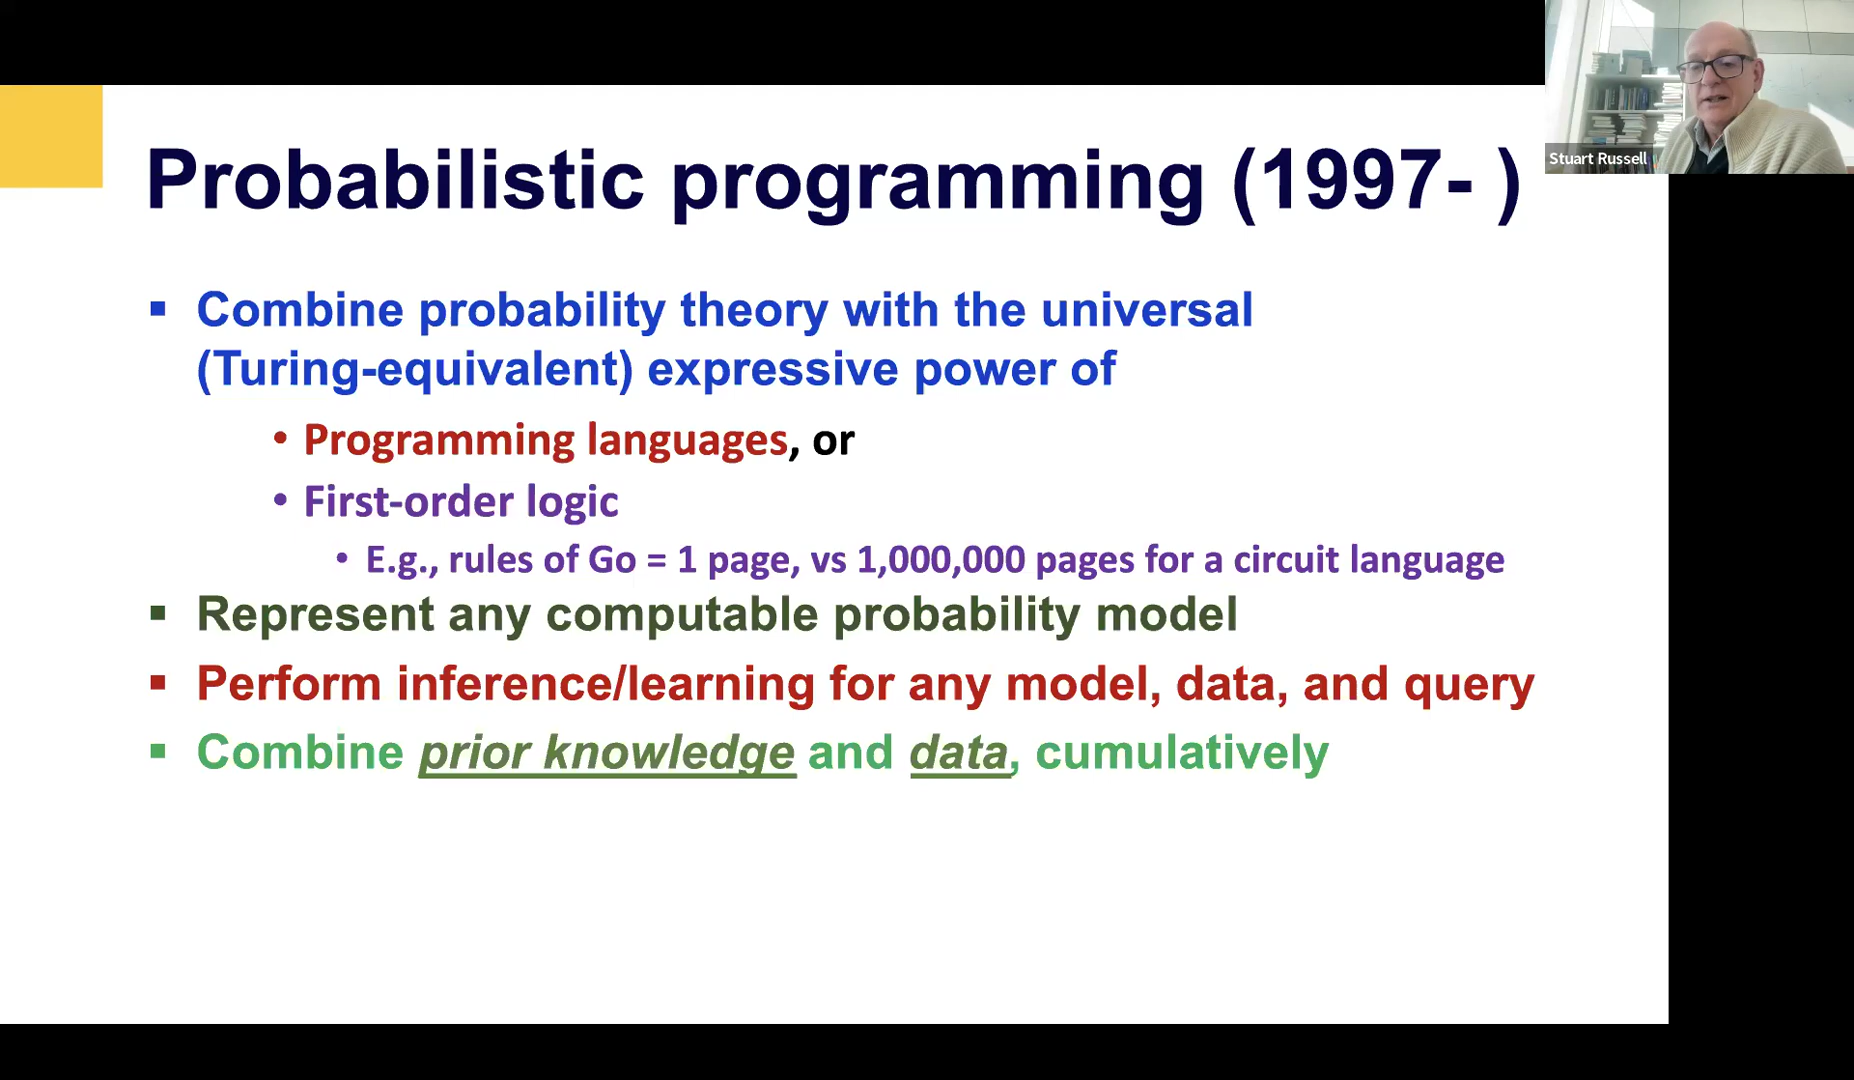 Probabilistic programming (1997- )
Stuart Russell
▪ Combine probability theory with the universal
(Turing-equivalent) expressive power of
• Programming languages, or
• First-order logic
• E.g., rules of Go = 1 page, vs 1,000,000 pages for a circuit language
▪ Represent any computable probability model
▪ Perform inference/learning for any model, data, and query
▪ Combine prior knowledge and data, cumulatively